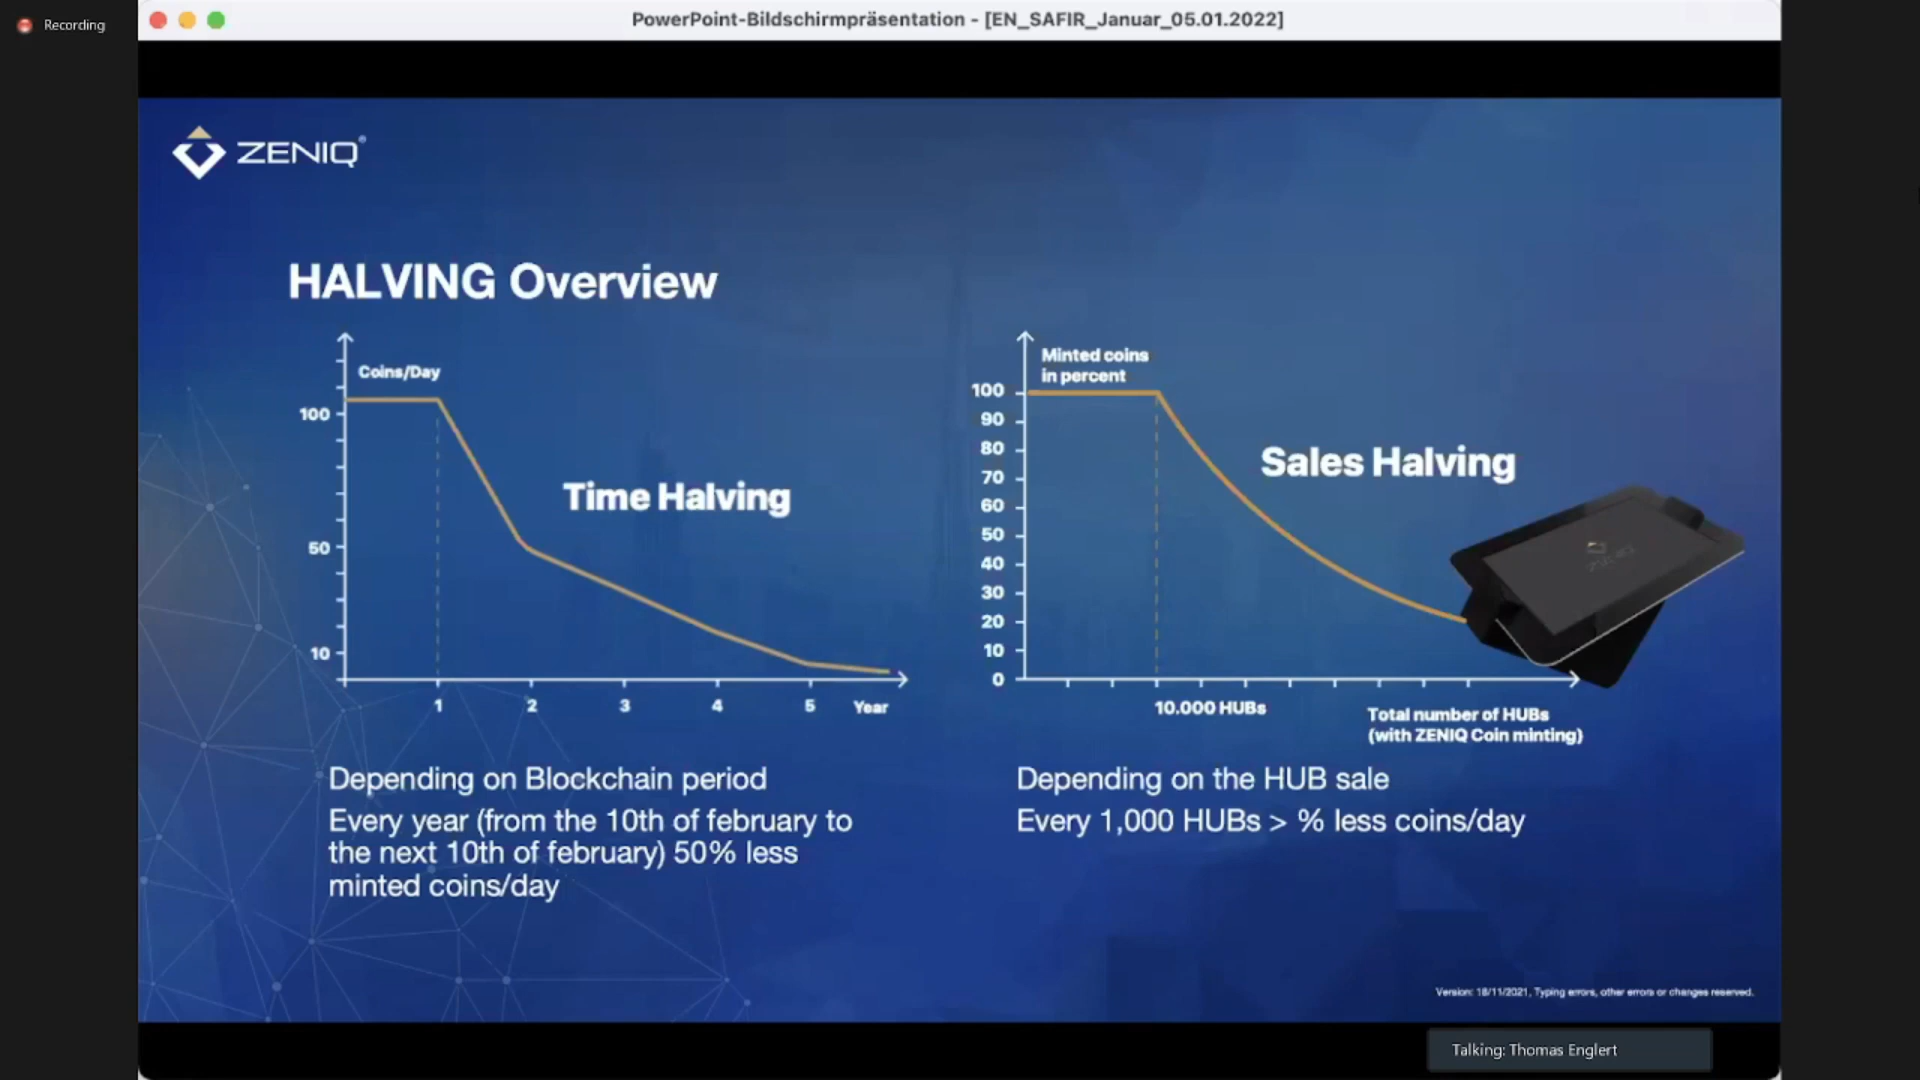 Recording
PowerPoint-Bildschirmpräsentation - [EN_SAFIR_Januar_05.01.2022]
ZENIQ
HALVING Overview
Coins/Day
100
50
10
1 2 3 4 5 Year
Time Halving
Minted coins
in percent
100
90
80
70
60
50
40
30
20
10
0
Sales Halving
10.000 HUBs
Total number of HUBs
(with ZENIQ Coin minting)
Depending on Blockchain period
Every year (from the 10th of february to
the next 10th of february) 50% less
minted coins/day
Depending on the HUB sale
Every 1,000 HUBs > % less coins/day
Version: 18/11/2021, Typing errors, other errors or changes reserved.
Talking: Thomas Englert